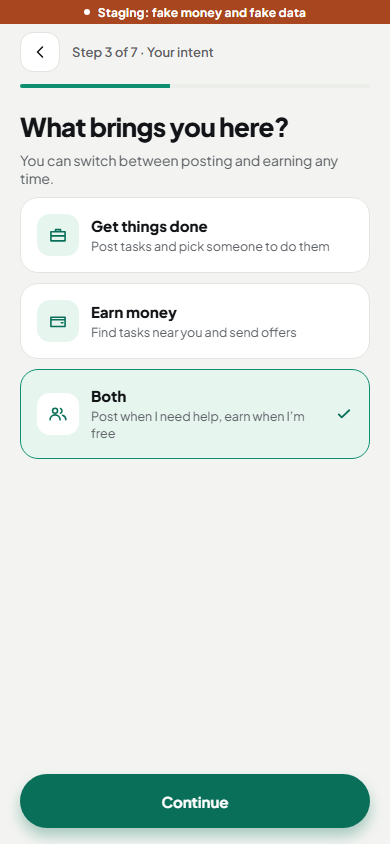 Staging: fake money and fake data
Step 3 of 7 · Your intent
What brings you here?
You can switch between posting and earning any
time.
Get things done
Post tasks and pick someone to do them
Earn money
Find tasks near you and send offers
Both
Post when I need help, earn when I'm
free
Continue